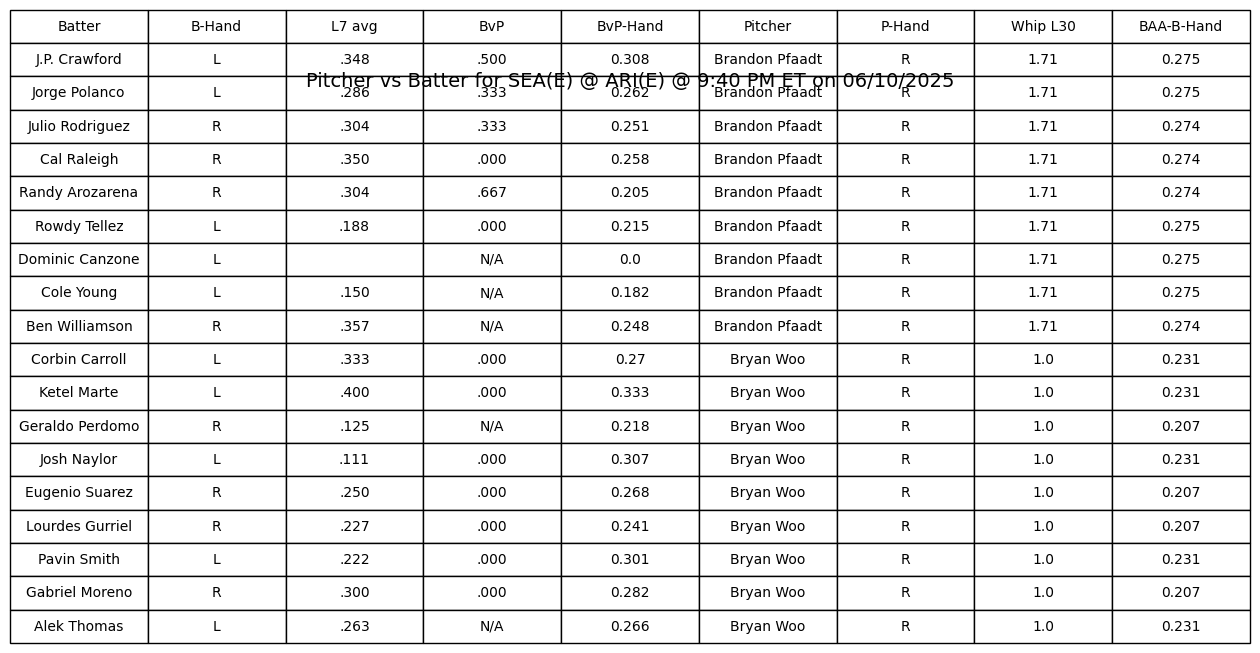 Batter B-Hand L7 avg BvP BvP-Hand Pitcher P-Hand Whip L30 BAA-B-Hand
J.P. Crawford L .348 .500 0.308 Brandon Pfaadt R 1.71 0.275
Pitcher vs Batter for SEA(E) @ ARI(E) @ 9:40 PM ET on 06/10/2025
Jorge Polanco L .286 .333 0.262 Brandon Pfaadt R 1.71 0.275
Julio Rodriguez R .304 .333 0.251 Brandon Pfaadt R 1.71 0.274
Cal Raleigh R .350 .000 0.258 Brandon Pfaadt R 1.71 0.274
Randy Arozarena R .304 .667 0.205 Brandon Pfaadt R 1.71 0.274
Rowdy Tellez L .188 .000 0.215 Brandon Pfaadt R 1.71 0.275
Dominic Canzone L N/A 0.0 Brandon Pfaadt R 1.71 0.275
Cole Young L .150 N/A 0.182 Brandon Pfaadt R 1.71 0.275
Ben Williamson R .357 N/A 0.248 Brandon Pfaadt R 1.71 0.274
Corbin Carroll L .333 .000 0.27 Bryan Woo R 1.0 0.231
Ketel Marte L .400 .000 0.333 Bryan Woo R 1.0 0.231
Geraldo Perdomo R .125 N/A 0.218 Bryan Woo R 1.0 0.207
Josh Naylor L .111 .000 0.307 Bryan Woo R 1.0 0.231
Eugenio Suarez R .250 .000 0.268 Bryan Woo R 1.0 0.207
Lourdes Gurriel R .227 .000 0.241 Bryan Woo R 1.0 0.207
Pavin Smith L .222 .000 0.301 Bryan Woo R 1.0 0.231
Gabriel Moreno R .300 .000 0.282 Bryan Woo R 1.0 0.207
Alek Thomas L .263 N/A 0.266 Bryan Woo R 1.0 0.231